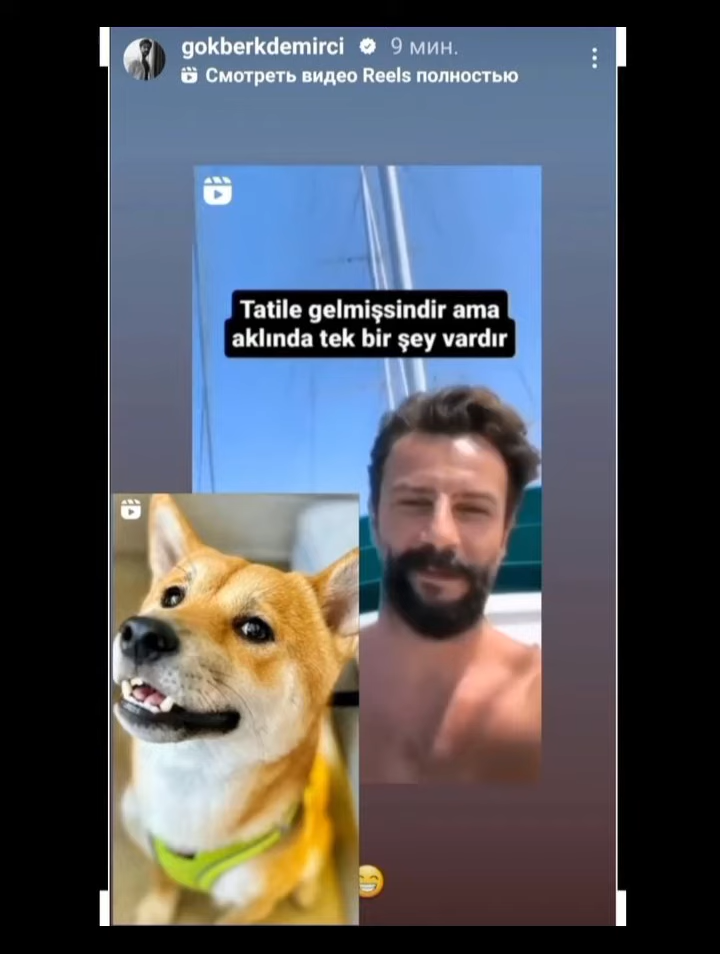 gokberkdemirci 9 мин.
Смотреть видео Reels полностью
Tatile gelmişsindir ama
aklında tek bir şey vardır